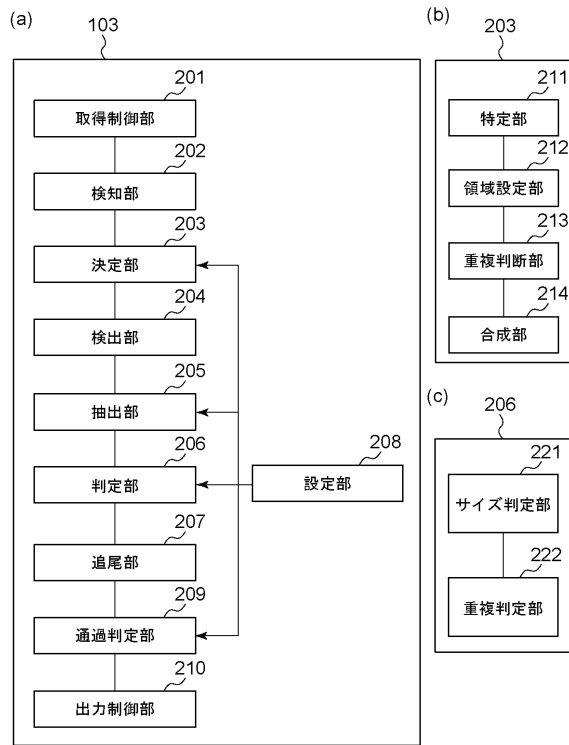 (a)
103
201
取得制御部
202
検知部
203
決定部
204
検出部
205
抽出部
206
判定部
208
設定部
207
追尾部
209
通過判定部
210
出力制御部
(b)
203
211
特定部
212
領域設定部
213
重複判断部
214
合成部
(c)
206
221
サイズ判定部
222
重複判定部